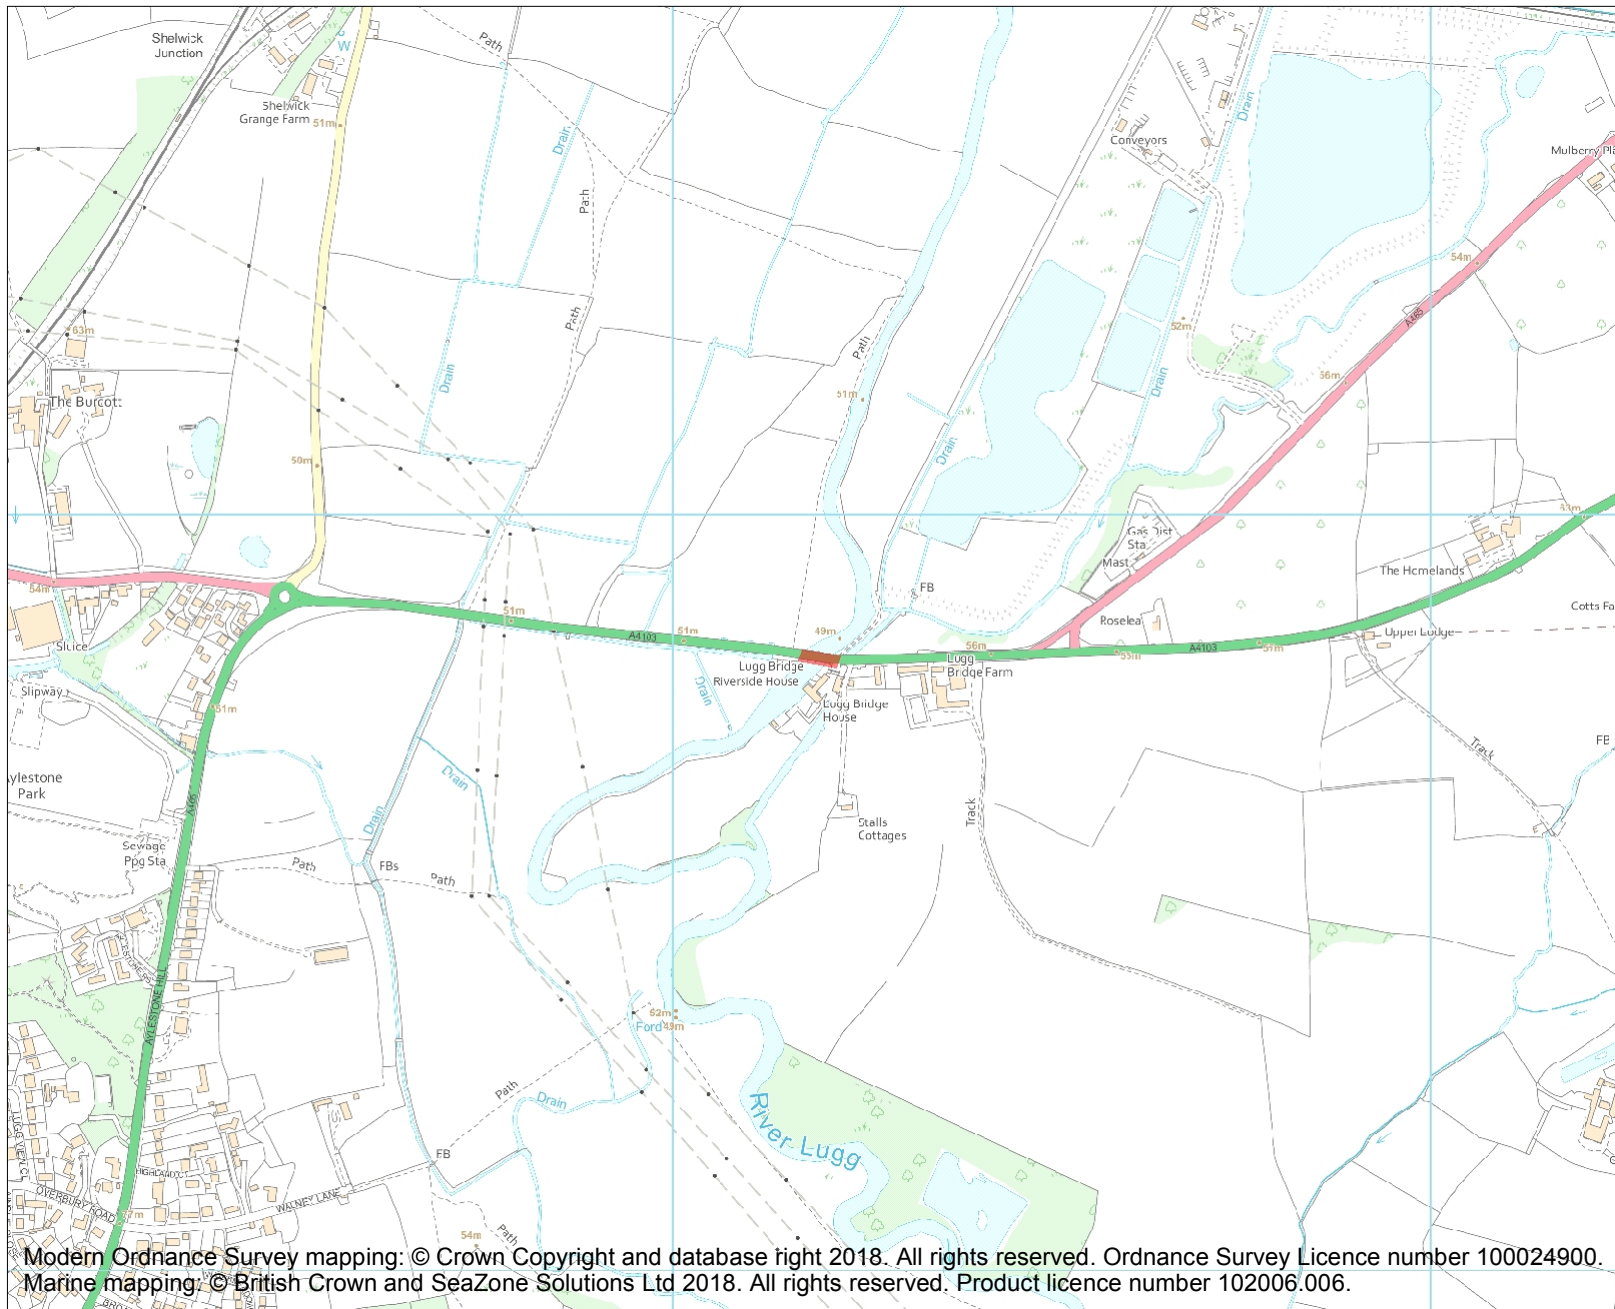 Shelwick
Junction
Path
W
Shelwick
Grange Farm
51m
Drain
Drain
Conveyors
Mulberry Pla
Path
54m
A465
Path
63m
52m
Path
56m
Drain
51m
Drain
The Burcott
Drain
50m
Gas Dist
Sta
Mast
The Homelands
54m
FB
Cotts Fa
51m
Roselea
Upper Lodge
51m
A4103
49m
56m
A4103
Sluice
Lugg Bridge
Riverside House
Lugg
Bridge Farm
Slipway
Drain
51m
Lugg Bridge
House
Track
FB
Aylestone
Park
Drain
A465
Drain
Track
Stalls
Cottages
Sewage
Ppg Sta
Path
FBs
Path
AYLESTONE HILL
52m
Ford
49m
Path
Drain
River Lugg
LUGG VIEW CL
FB
OVERBURY ROAD
WALNEY LANE
54m
Path
Modern Ordnance Survey mapping: © Crown Copyright and database right 2018. All rights reserved. Ordnance Survey Licence number 100024900.
Marine mapping: © British Crown and SeaZone Solutions Ltd 2018. All rights reserved. Product licence number 102006.006.